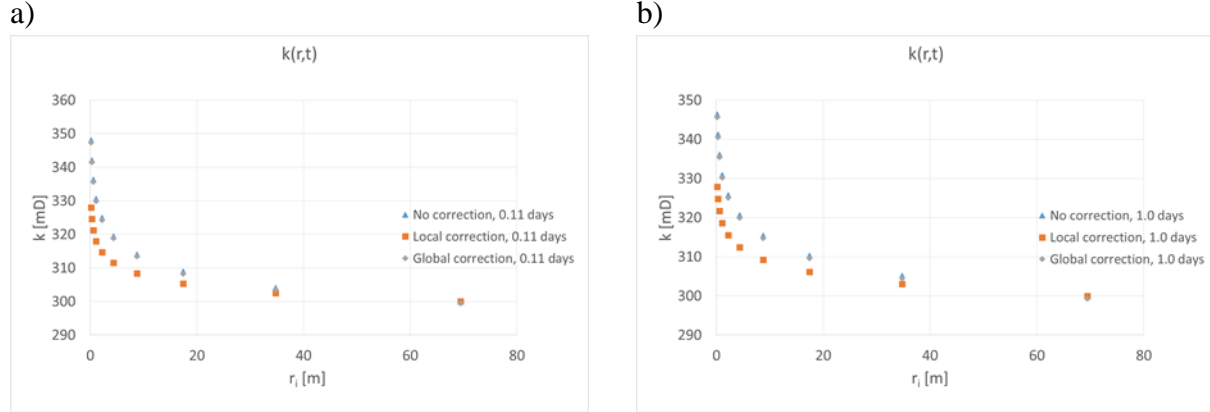 a)
k(r,t)
360
350
340
330
320
310
300
290
k [mD]
0
20
40
60
80
r_i [m]
No correction, 0.11 days
Local correction, 0.11 days
Global correction, 0.11 days
b)
k(r,t)
350
340
330
320
310
300
290
k [mD]
0
20
40
60
80
r_i [m]
No correction, 1.0 days
Local correction, 1.0 days
Global correction, 1.0 days